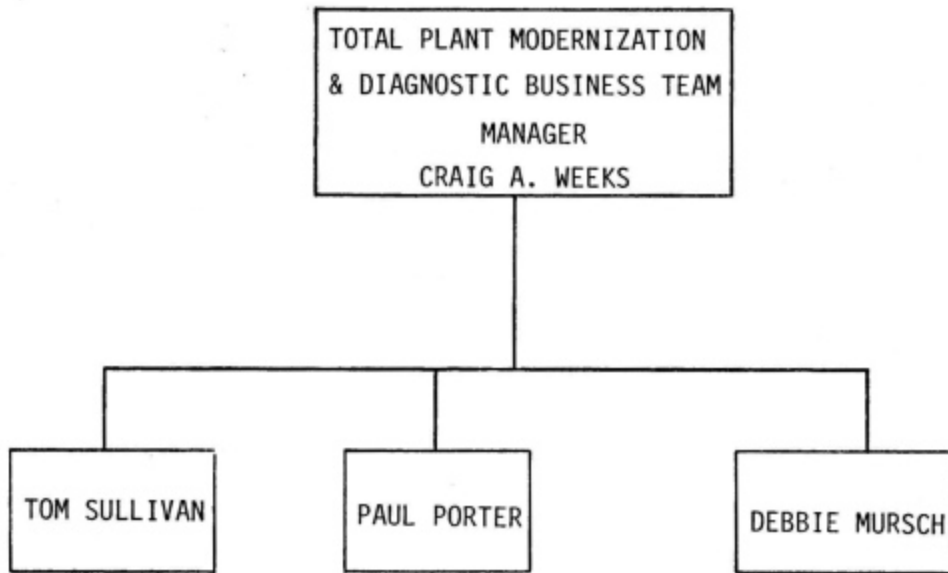 TOTAL PLANT MODERNIZATION
& DIAGNOSTIC BUSINESS TEAM
MANAGER
CRAIG A. WEEKS
TOM SULLIVAN
PAUL PORTER
DEBBIE MURSCH